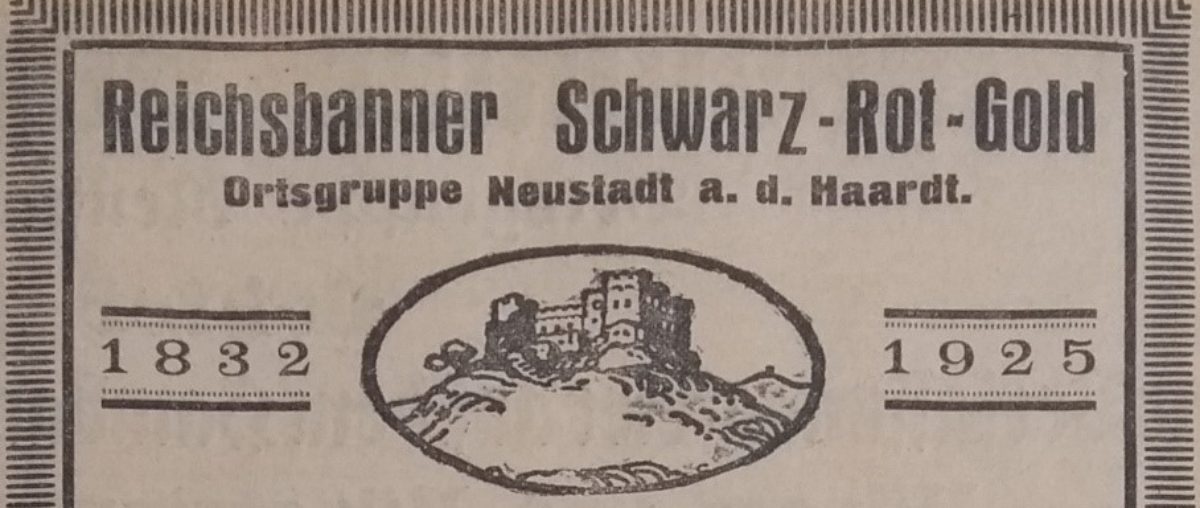 Reichsbanner Schwarz-Rot-Gold
Ortsgruppe Neustadt a. d. Haardt.
1832
1925